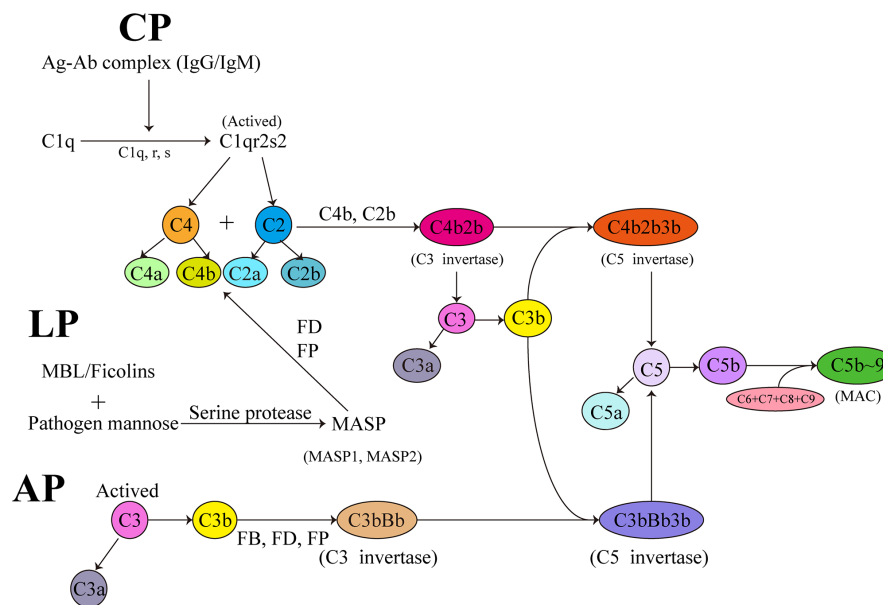 CP
Ag-Ab complex (IgG/IgM)
(Actived)
C1q
C1q, r, s
C1qr2s2
C4
+
C2
C4b, C2b
C4b2b
C4b2b3b
(C3 invertase)
(C5 invertase)
C4a
C4b
C2a
C2b
LP
FD
FP
C3
C3b
C3a
MBL/Ficolins
+
Pathogen mannose
Serine protease
MASP
(MASP1, MASP2)
C5
C5b
C5b~9
C6+C7+C8+C9
(MAC)
C5a
AP
Actived
C3
C3b
FB, FD, FP
C3bBb
C3bBb3b
(C3 invertase)
(C5 invertase)
C3a